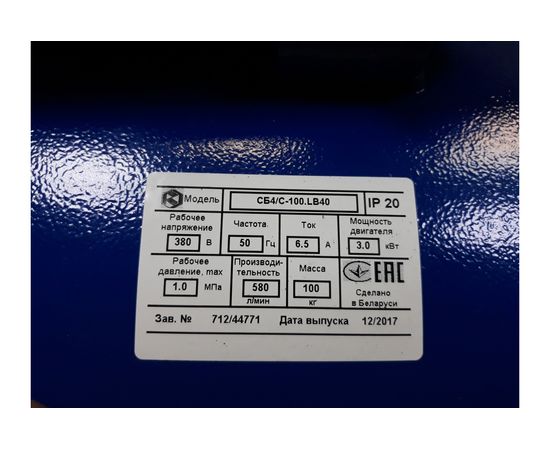 Модель СБ4/С-100.LB40 IP 20
Рабочее напряжение 380 В
Частота 50 Гц
Ток 6.5 А
Мощность двигателя 3.0 кВт
Рабочее давление, max 1.0 МПа
Производи-
тельность 580 л/мин
Масса 100 кг
EAC
Сделано
в Беларуси
Зав. № 712/44771 Дата выпуска 12/2017